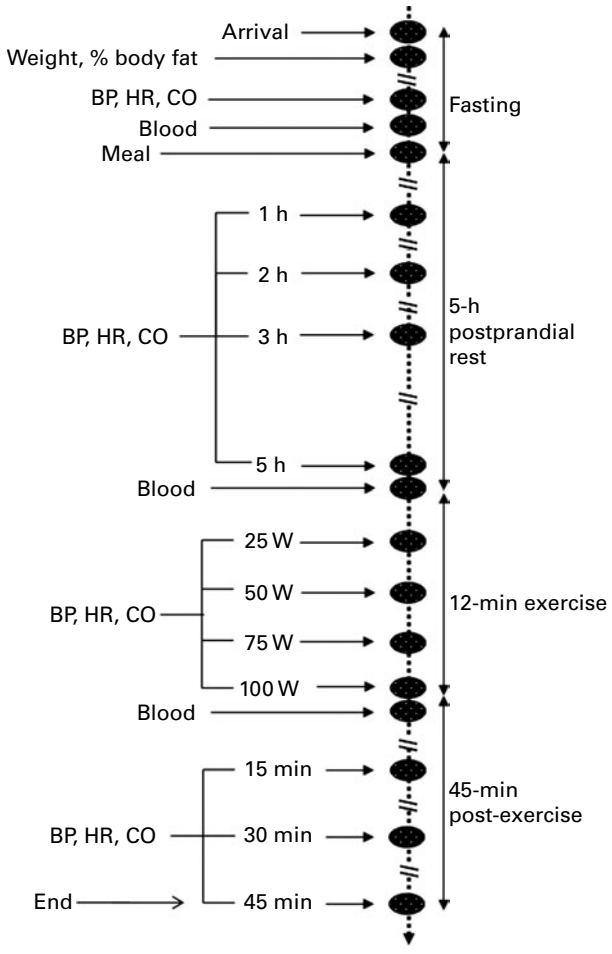 Arrival
Weight, % body fat
BP, HR, CO
Fasting
Blood
Meal
1 h
2 h
5-h
postprandial
rest
BP, HR, CO
3 h
5 h
Blood
25 W
50 W
12-min exercise
BP, HR, CO
75 W
100 W
Blood
15 min
45-min
post-exercise
BP, HR, CO
30 min
End
45 min